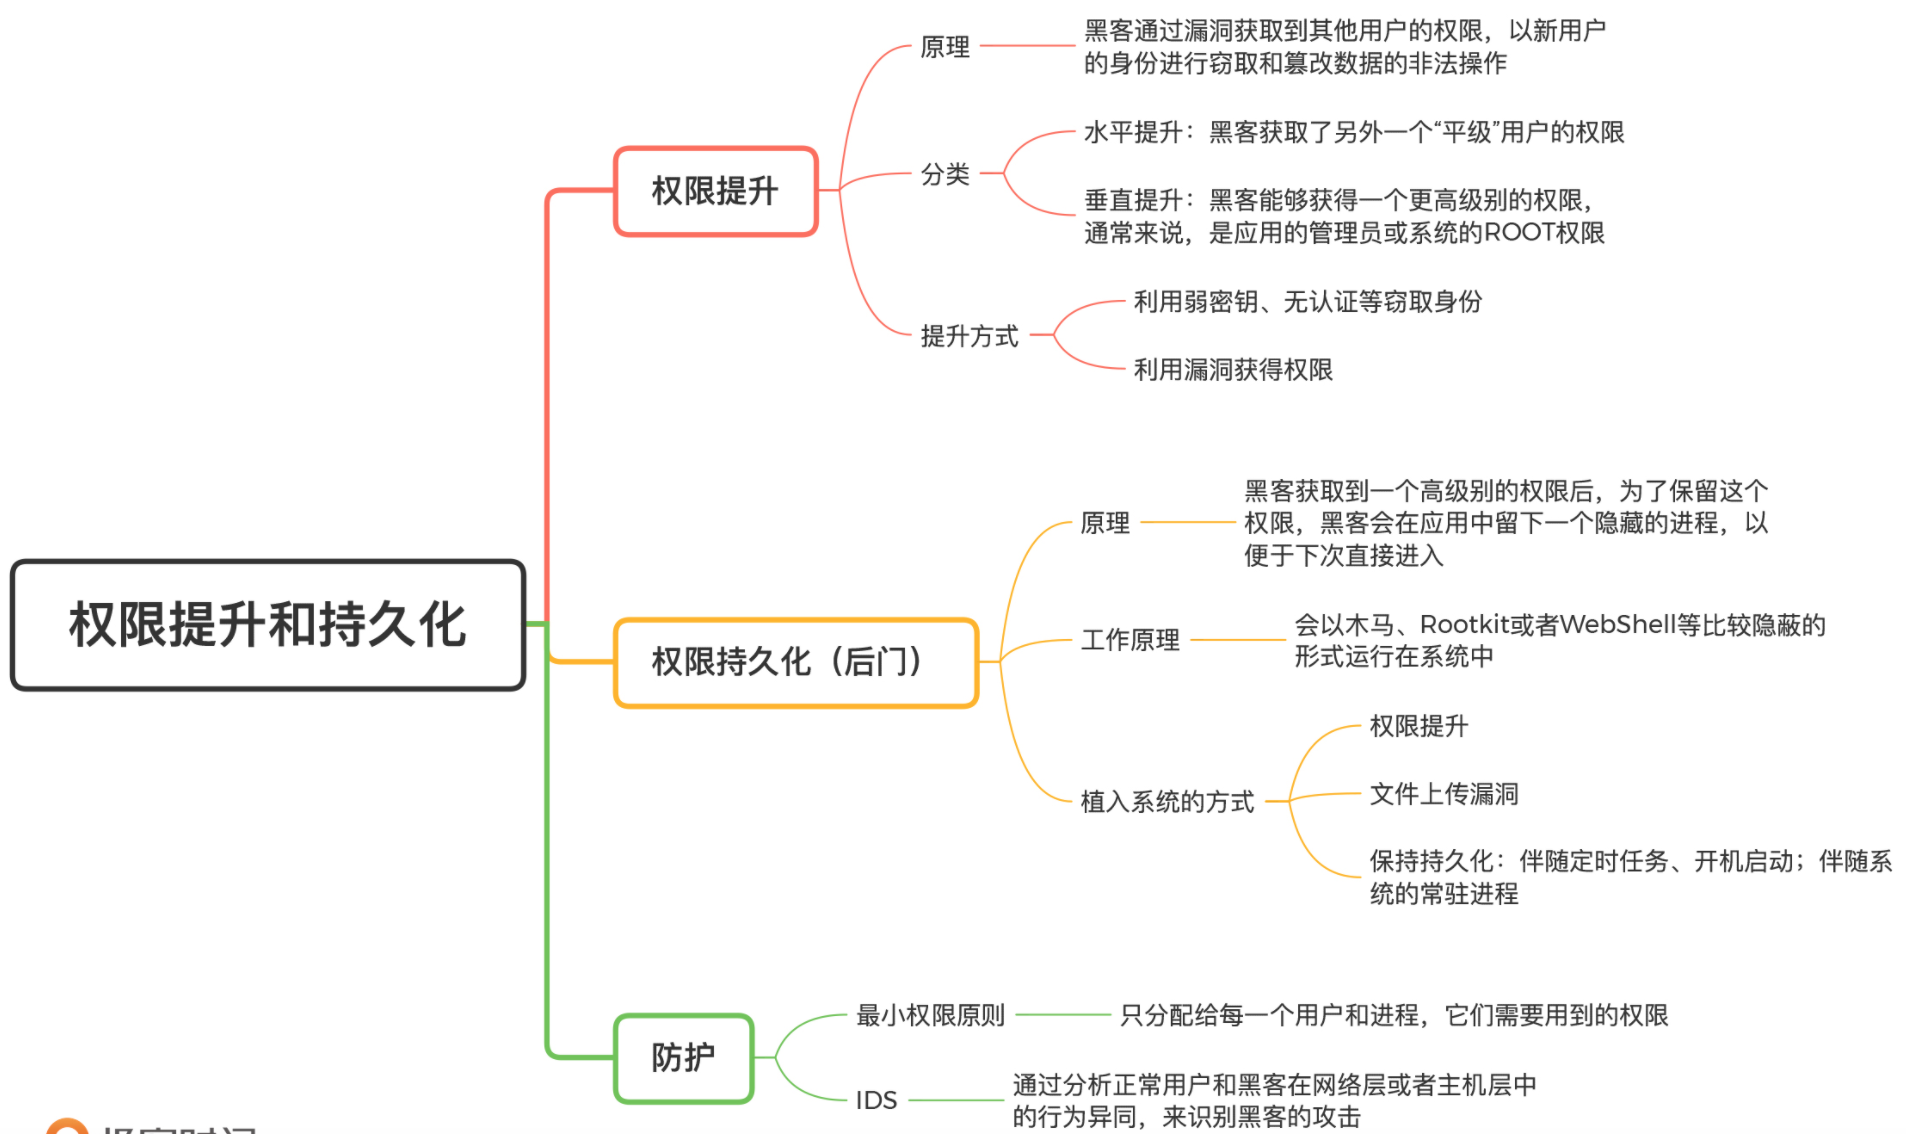 权限提升和持久化
权限提升
原理
黑客通过漏洞获取到其他用户的权限，以新用户
的身份进行窃取和篡改数据的非法操作
分类
水平提升：黑客获取了另外一个“平级”用户的权限
垂直提升：黑客能够获得一个更高级别的权限，
通常来说，是应用的管理员或系统的ROOT权限
提升方式
利用弱密钥、无认证等窃取身份
利用漏洞获得权限
权限持久化（后门）
原理
黑客获取到一个高级别的权限后，为了保留这个
权限，黑客会在应用中留下一个隐藏的进程，以
便于下次直接进入
工作原理
会以木马、Rootkit或者WebShell等比较隐蔽的
形式运行在系统中
植入系统的方式
权限提升
文件上传漏洞
保持持久化：伴随定时任务、开机启动；伴随系
统的常驻进程
防护
最小权限原则
只分配给每一个用户和进程，它们需要用到的权限
IDS
通过分析正常用户和黑客在网络层或者主机层中
的行为异同，来识别黑客的攻击